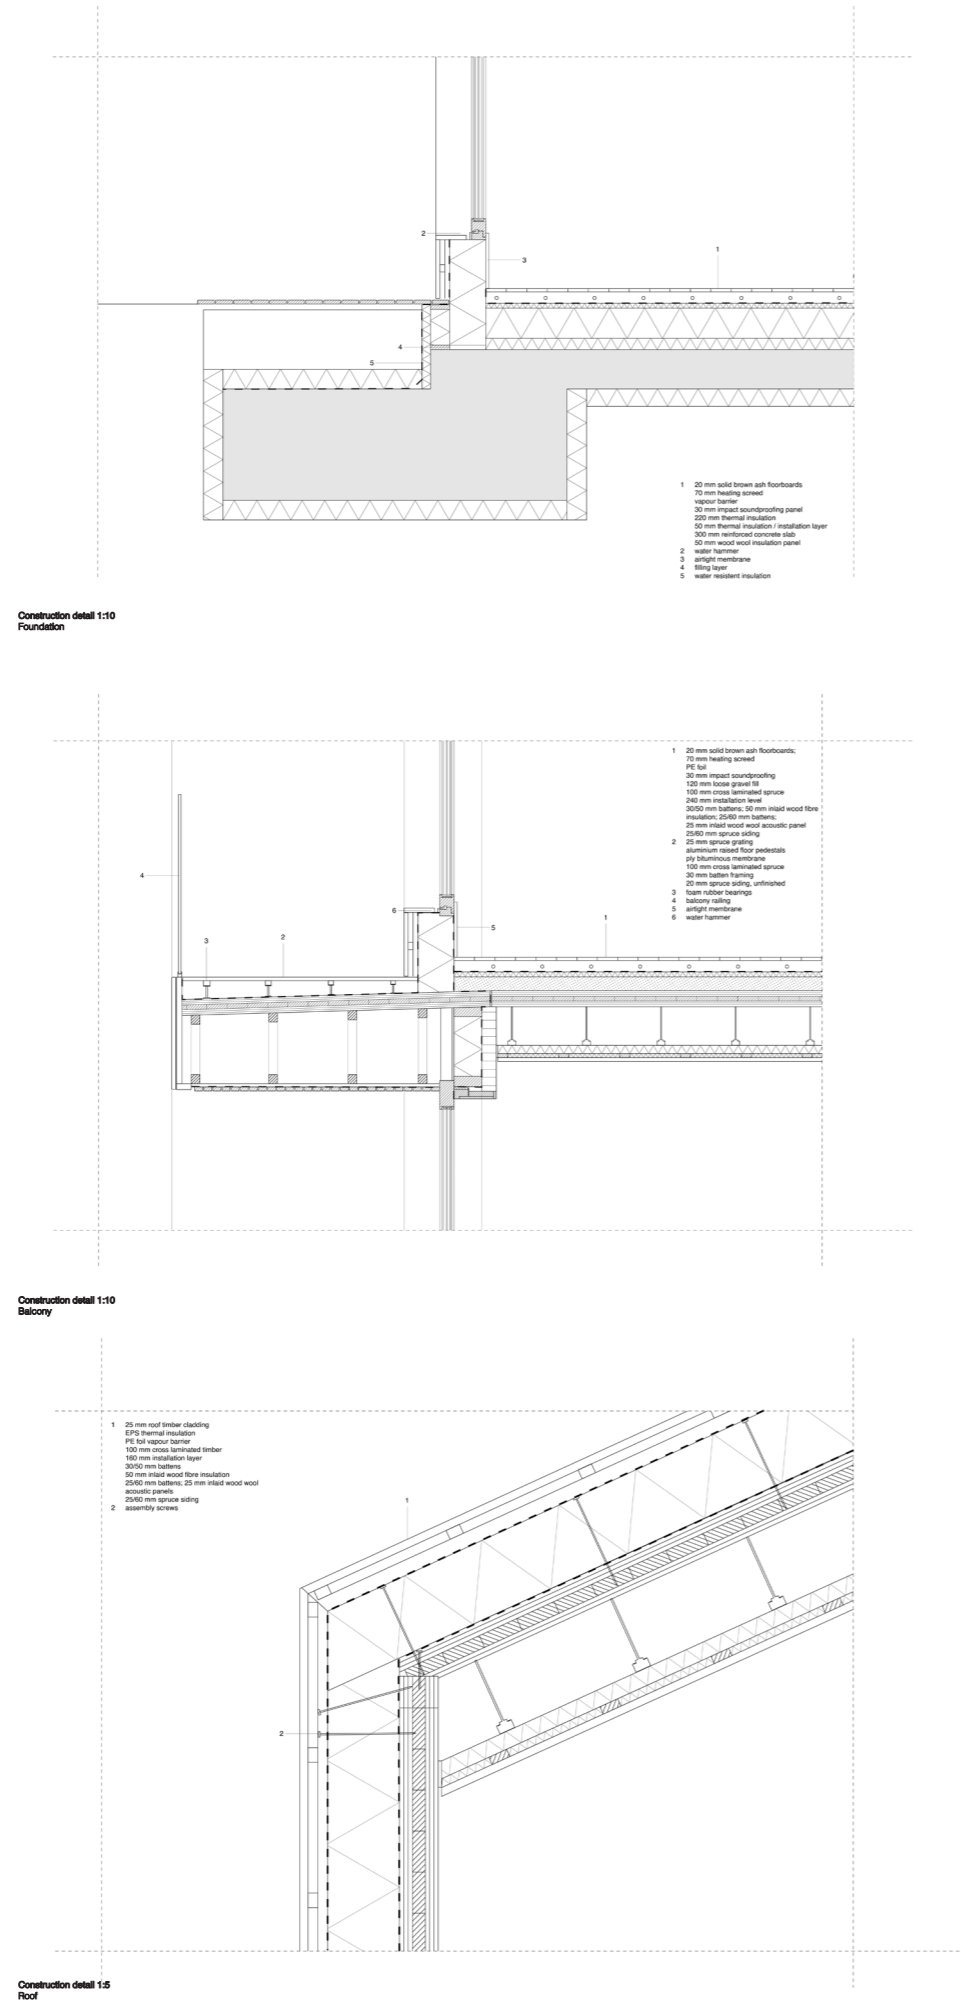 2
3
1
4
5
1 20 mm solid brown ash floorboards
70 mm heating screed
vapour barrier
30 mm impact soundproofing panel
220 mm thermal insulation
50 mm thermal insulation / installation layer
300 mm reinforced concrete slab
50 mm wood wool insulation panel
2 water hammer
3 airtight membrane
4 filling layer
5 water resistent insulation
Construction detail 1:10
Foundation
1 20 mm solid brown ash floorboards;
70 mm heating screed
PE foil
30 mm impact soundproofing
120 mm loose gravel fill
100 mm cross laminated spruce
240 mm installation level
30/50 mm battens; 50 mm inlaid wood fibre
insulation; 25/60 mm battens;
25 mm inlaid wood wool acoustic panel
25/60 mm spruce siding
2 25 mm spruce grating
aluminium raised floor pedestals
ply bituminous membrane
100 mm cross laminated spruce
30 mm batten framing
20 mm spruce siding, unfinished
3 foam rubber bearings
4 balcony railing
5 airtight membrane
6 water hammer
4
6
3
2
5
1
Construction detail 1:10
Balcony
1 25 mm roof timber cladding
EPS thermal insulation
PE foil vapour barrier
100 mm cross laminated timber
160 mm installation layer
30/50 mm battens
50 mm inlaid wood fibre insulation
25/60 mm battens; 25 mm inlaid wood wool
acoustic panels
25/60 mm spruce siding
2 assembly screws
1
2
Construction detail 1:5
Roof